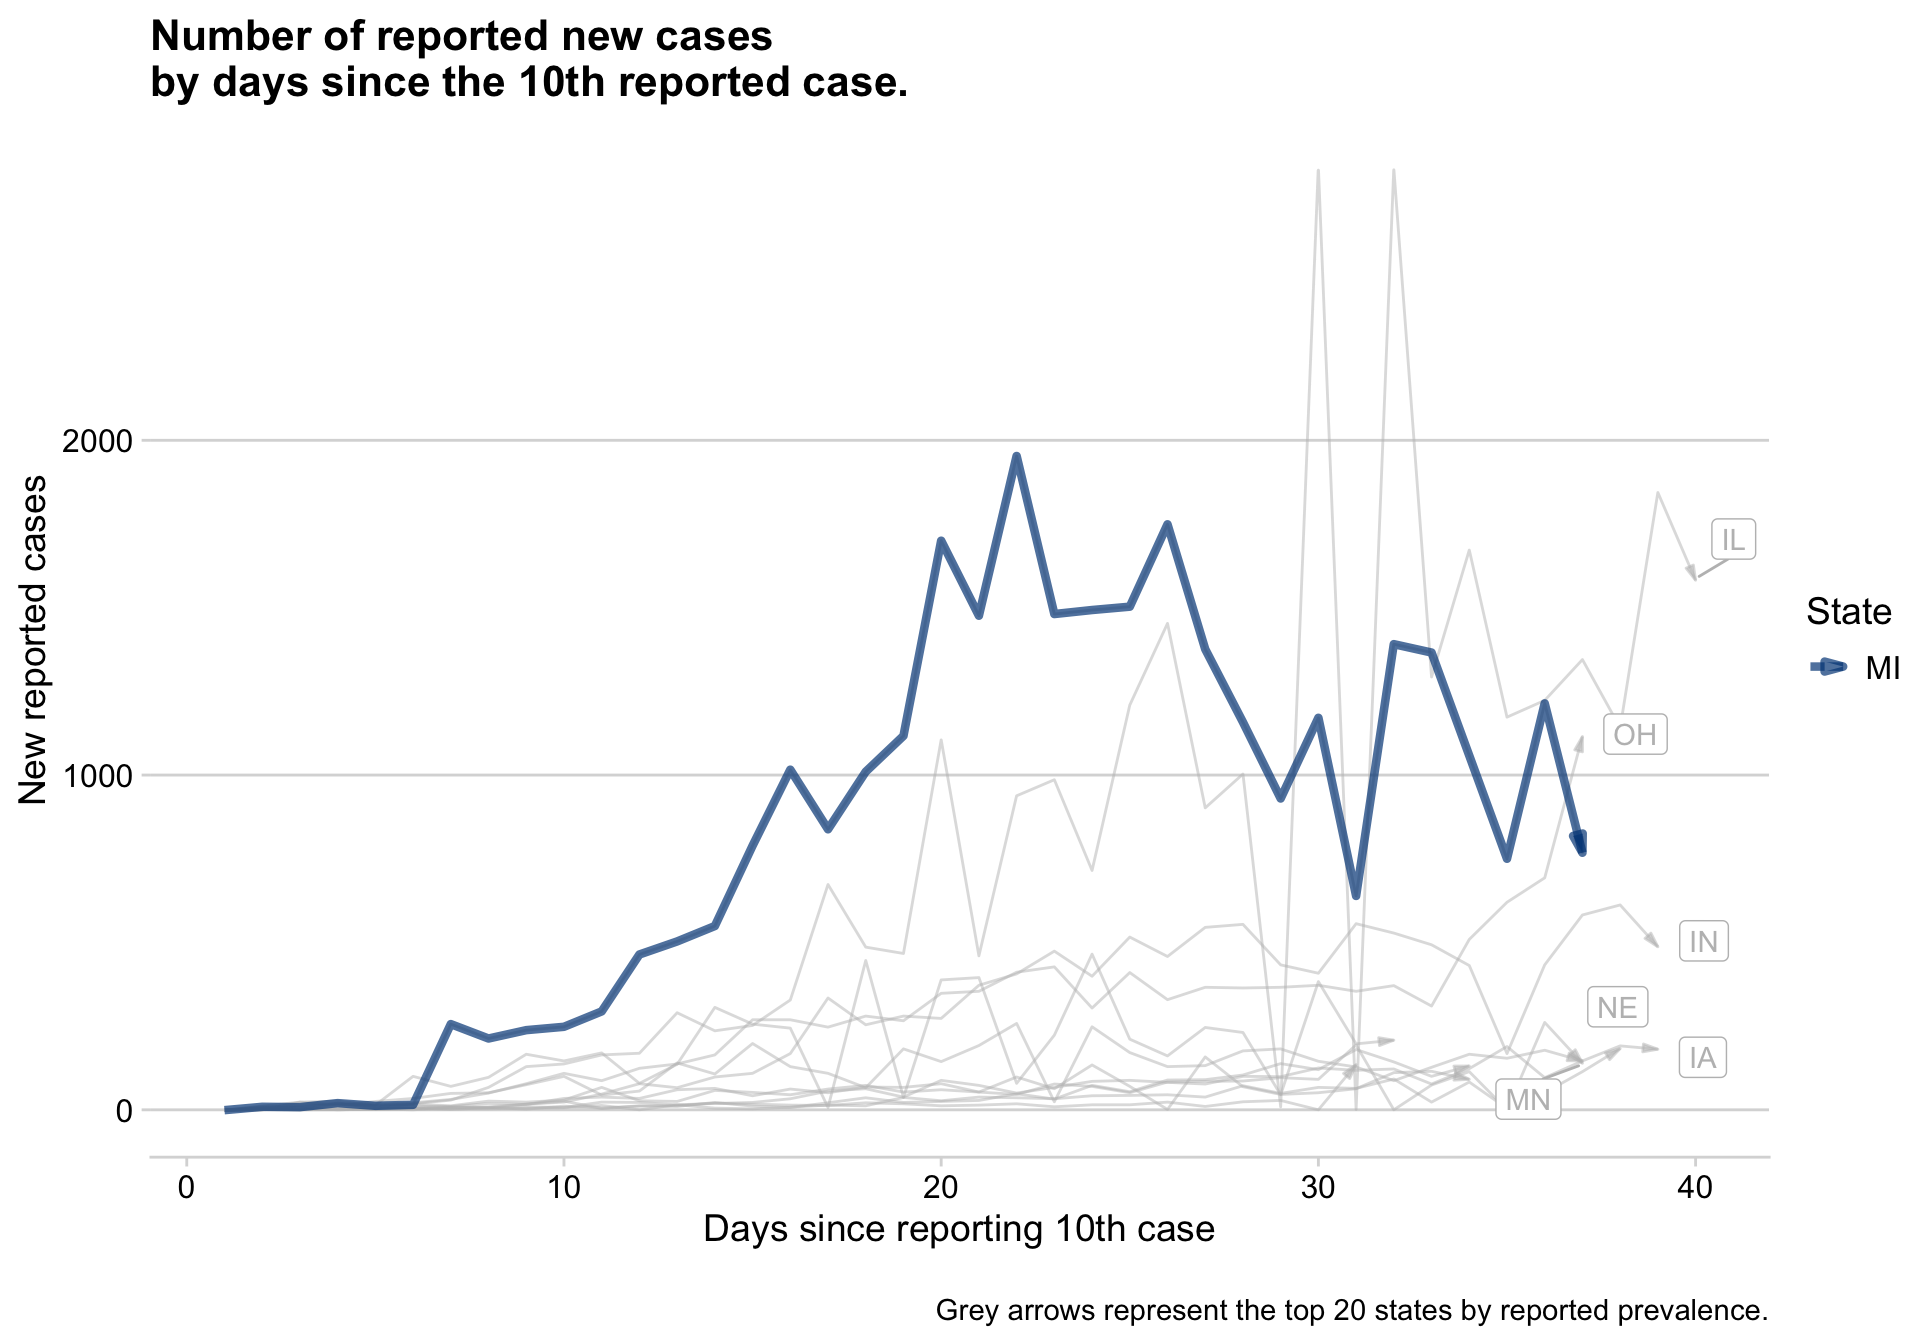 Number of reported new cases
by days since the 10th reported case.
New reported cases
2000
1000
0
IL
OH
IN
NE
IA
MN
State
MI
0 10 20 30 40
Days since reporting 10th case
Grey arrows represent the top 20 states by reported prevalence.